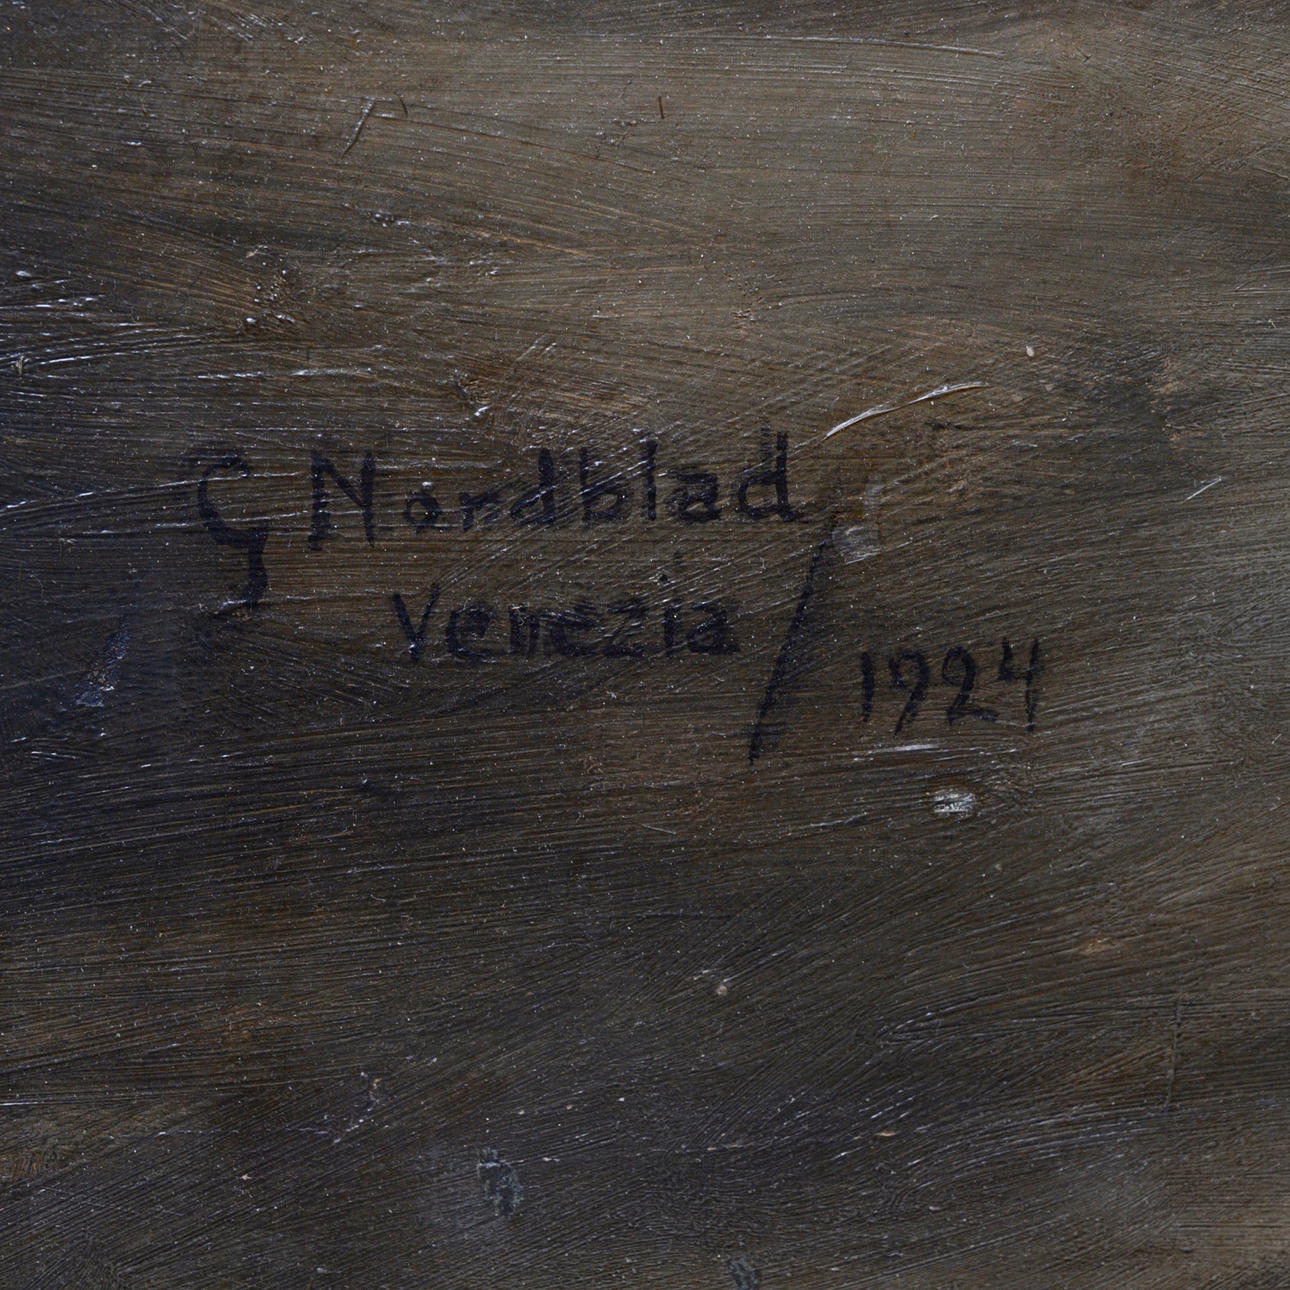 G Nordblad
Venezia / 1924